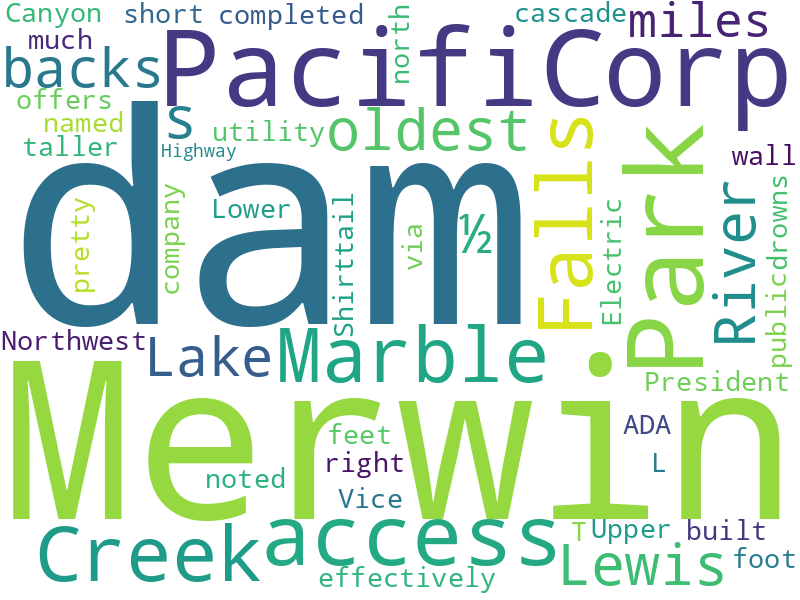 Canyon short completed north cascade miles
much backs PacifiCorp
offers named s utility oldest
taller Highway wall
dam Falls Park River
pretty company Lower Shirttail via ½ Electric public drowns
Northwest Lake Marble President
Merwin
feet ADA
noted right L
Vice
Creek access T Upper built
effectively Lewis foot